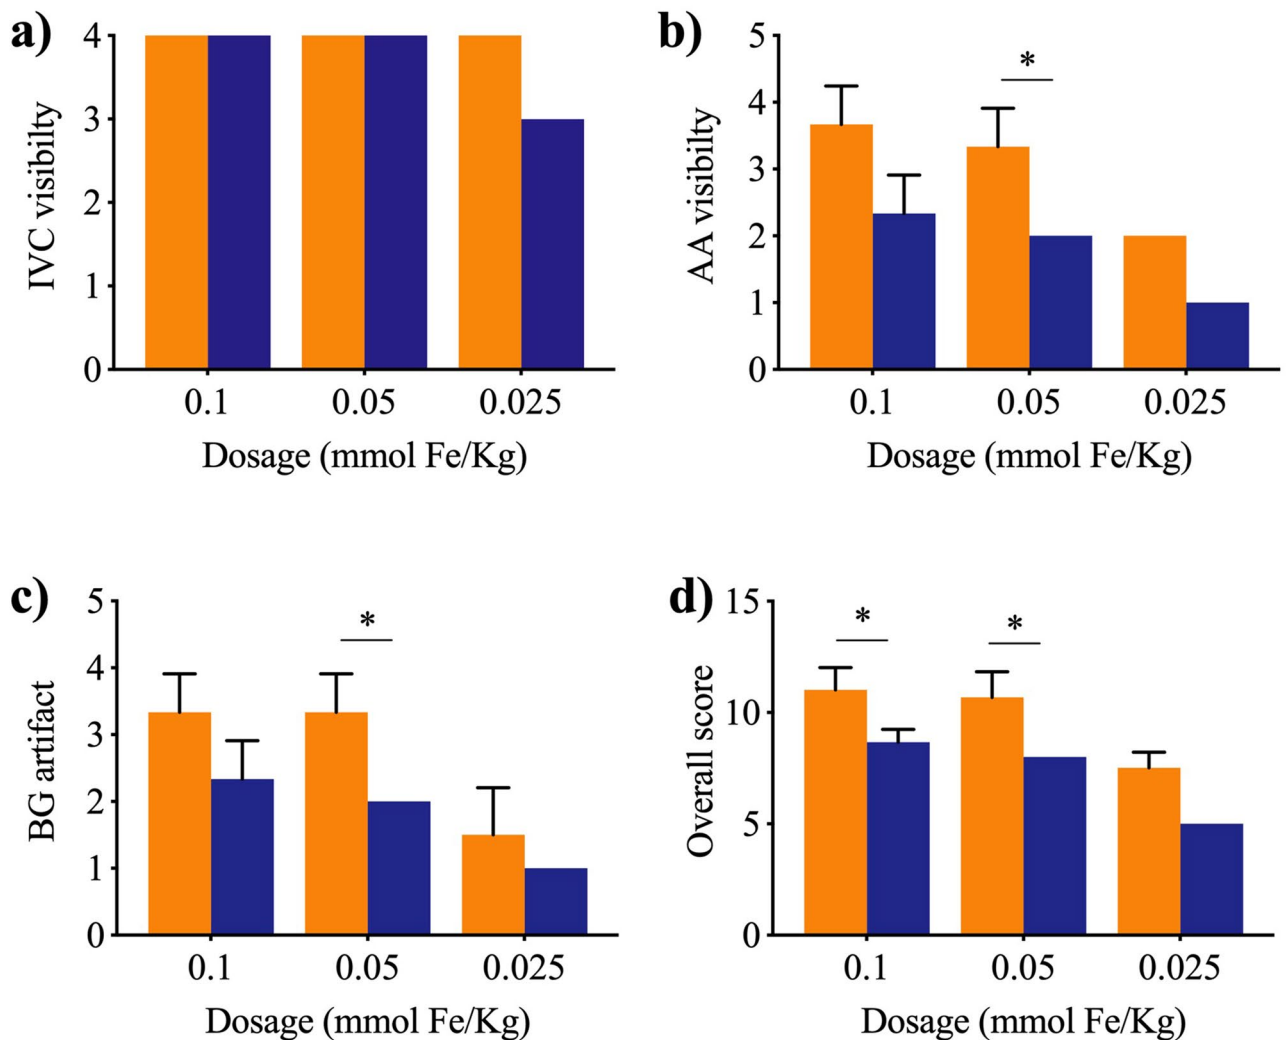 a)
4
3
2
1
0
IVC visibilty
0.1 0.05 0.025
Dosage (mmol Fe/Kg)
b)
5
4
3
2
1
0
AA visibilty
*
0.1 0.05 0.025
Dosage (mmol Fe/Kg)
c)
5
4
3
2
1
0
BG artifact
*
0.1 0.05 0.025
Dosage (mmol Fe/Kg)
d)
15
10
5
0
Overall score
* *
0.1 0.05 0.025
Dosage (mmol Fe/Kg)